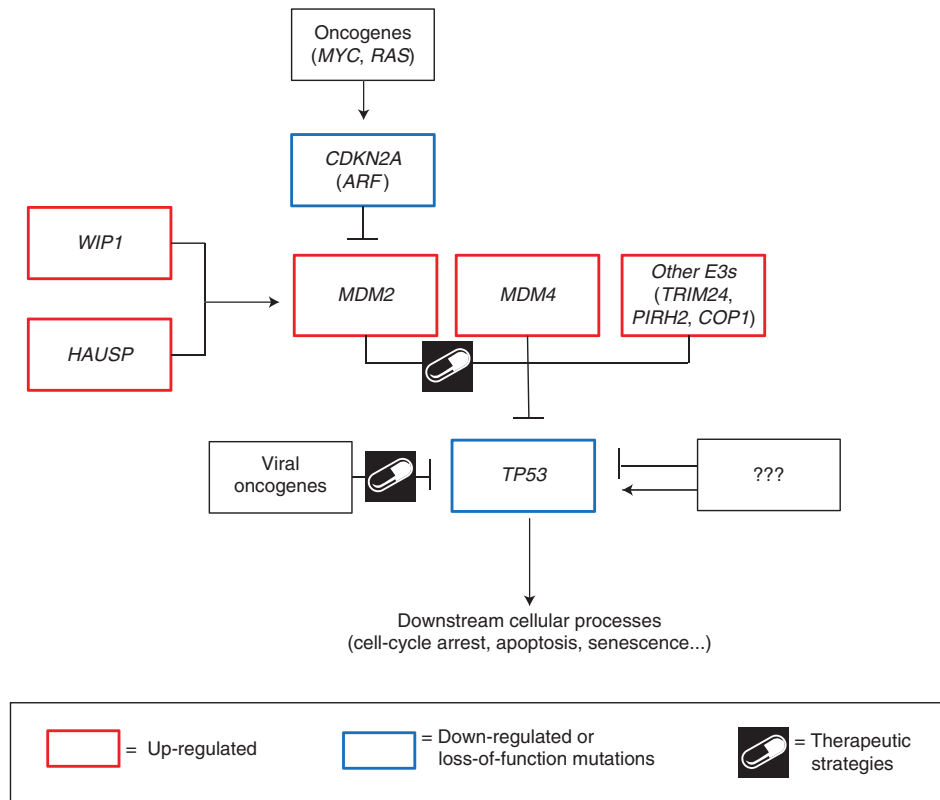 Oncogenes
(MYC, RAS)
CDKN2A
(ARF)
WIP1
HAUSP
MDM2
MDM4
Other E3s
(TRIM24,
PIRH2, COP1)
Viral
oncogenes
TP53
???
Downstream cellular processes
(cell-cycle arrest, apoptosis, senescence...)
= Up-regulated
= Down-regulated or
loss-of-function mutations
= Therapeutic
strategies